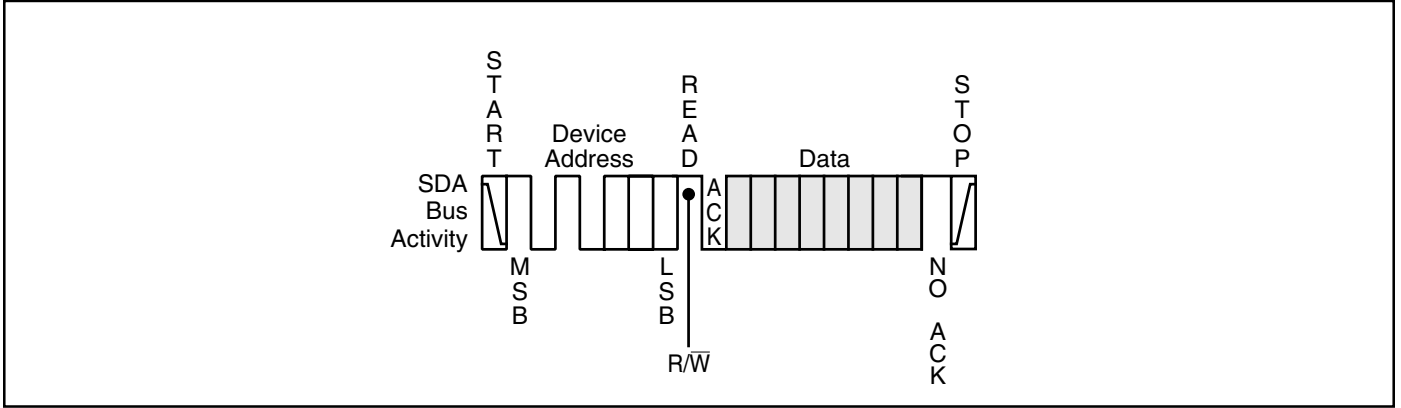 START
Device
Address
READ
Data
STOP
SDA
Bus
Activity
ACK
MSB
LSB
R/W̅
NO ACK